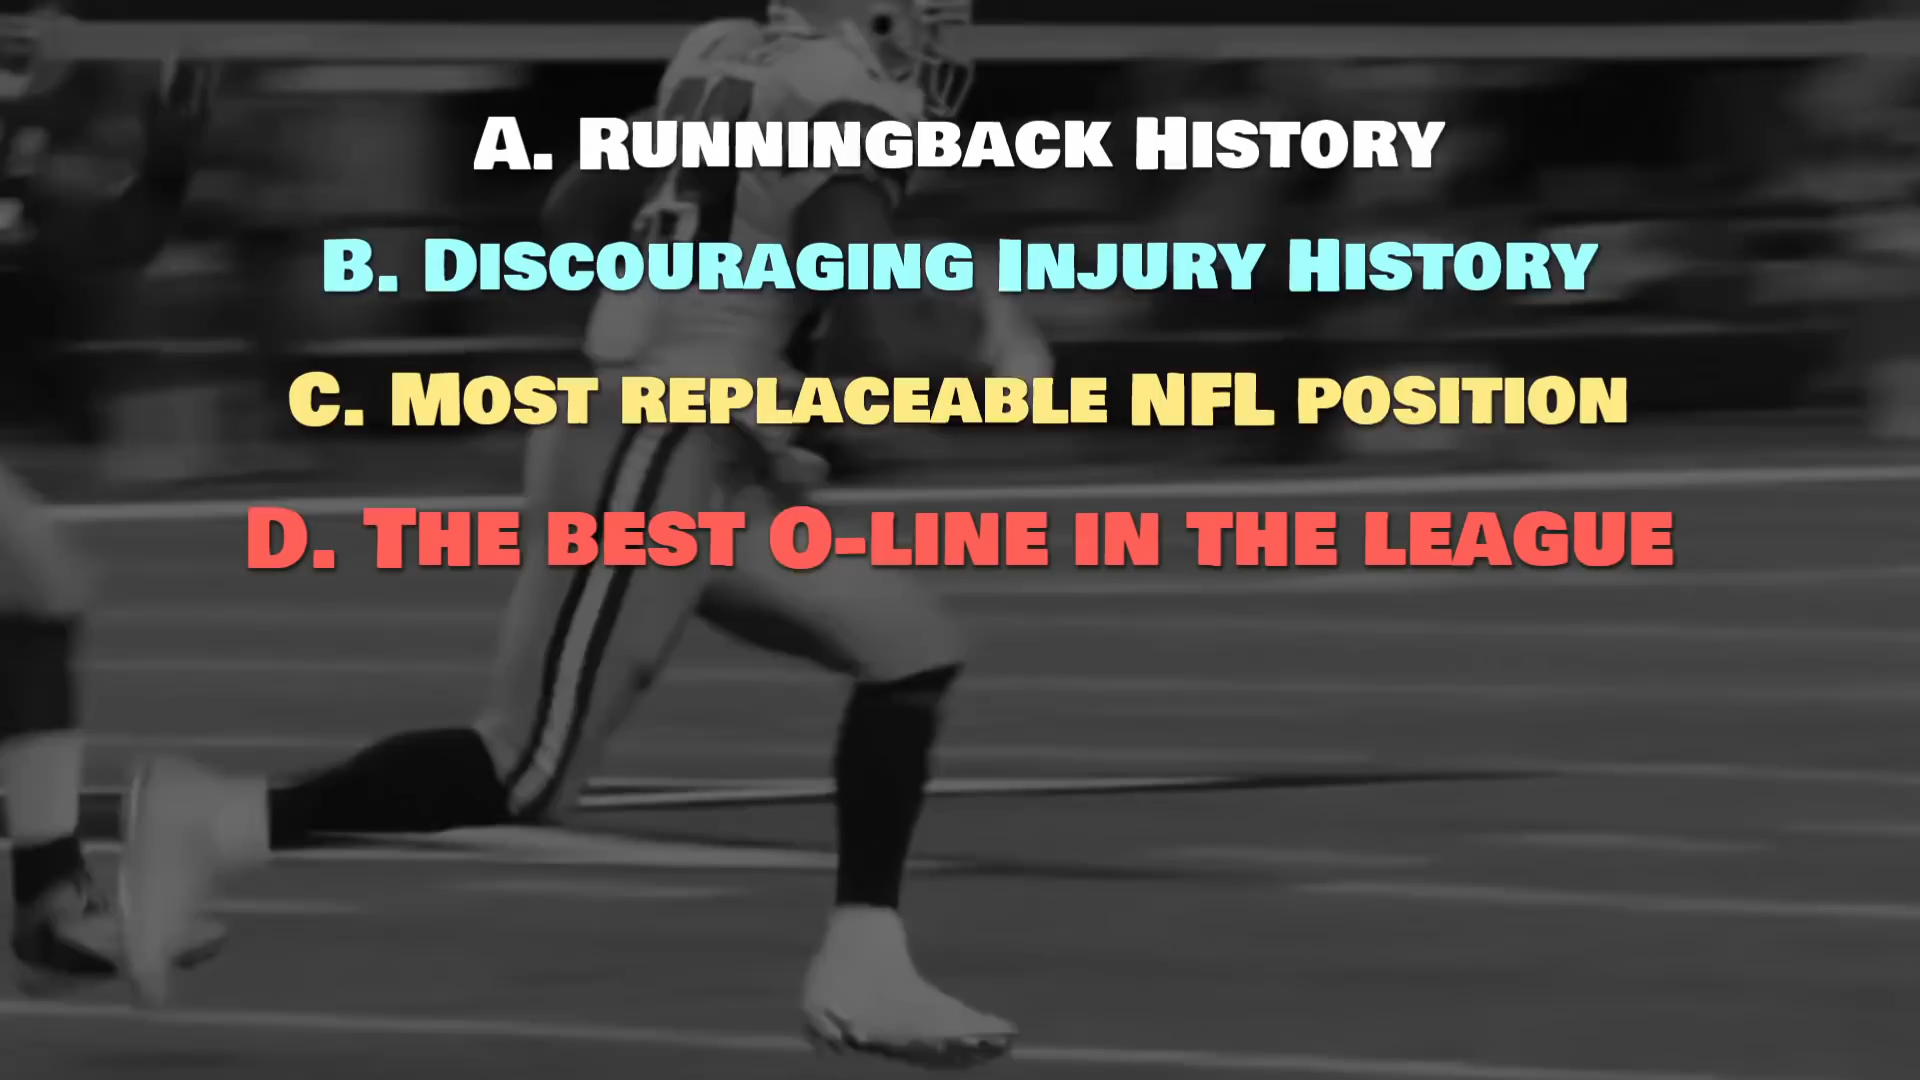 A. Runningback History
B. Discouraging Injury History
C. Most replaceable NFL position
D. The best O-line in the league